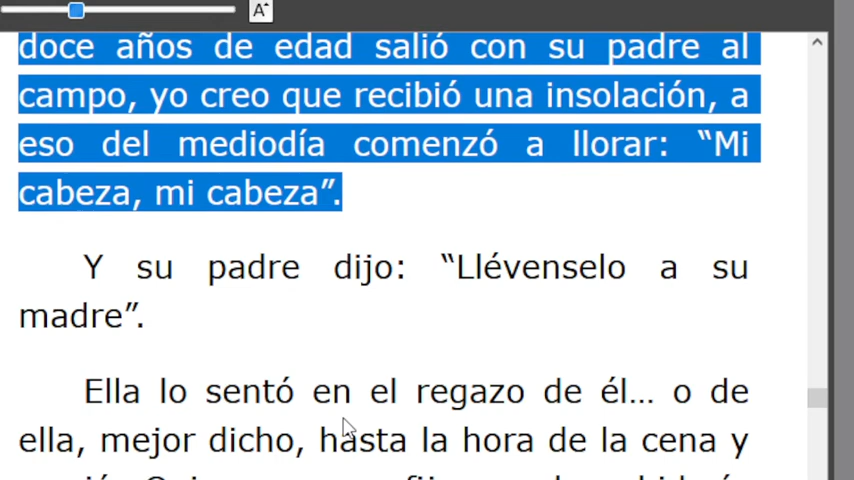 A
doce años de edad salió con su padre al
campo, yo creo que recibió una insolación, a
eso del mediodía comenzó a llorar: “Mi
cabeza, mi cabeza”.
Y su padre dijo: “Llévenselo a su
madre”.
Ella lo sentó en el regazo de él... o de
ella, mejor dicho, hasta la hora de la cena y